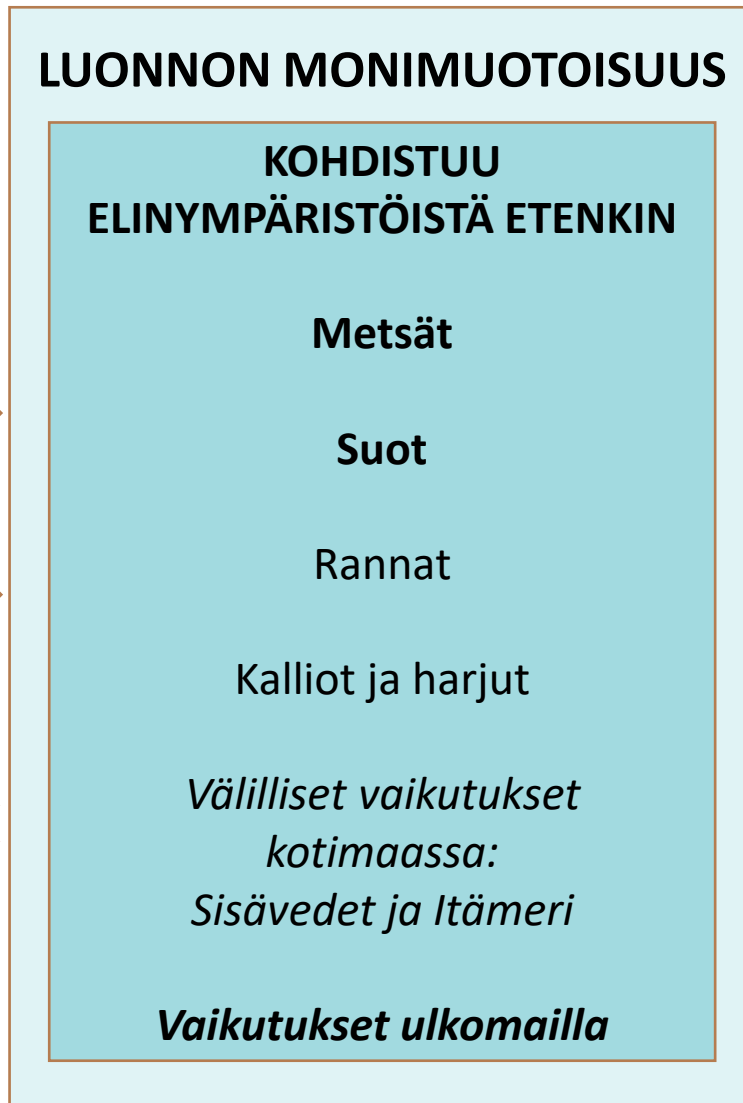 LUONNON MONIMUOTOISUUS
KOHDISTUU
ELINYMPÄRISTÖISTÄ ETENKIN
Metsät
Suot
Rannat
Kalliot ja harjut
Välilliset vaikutukset
kotimaassa:
Sisävedet ja Itämeri
Vaikutukset ulkomailla